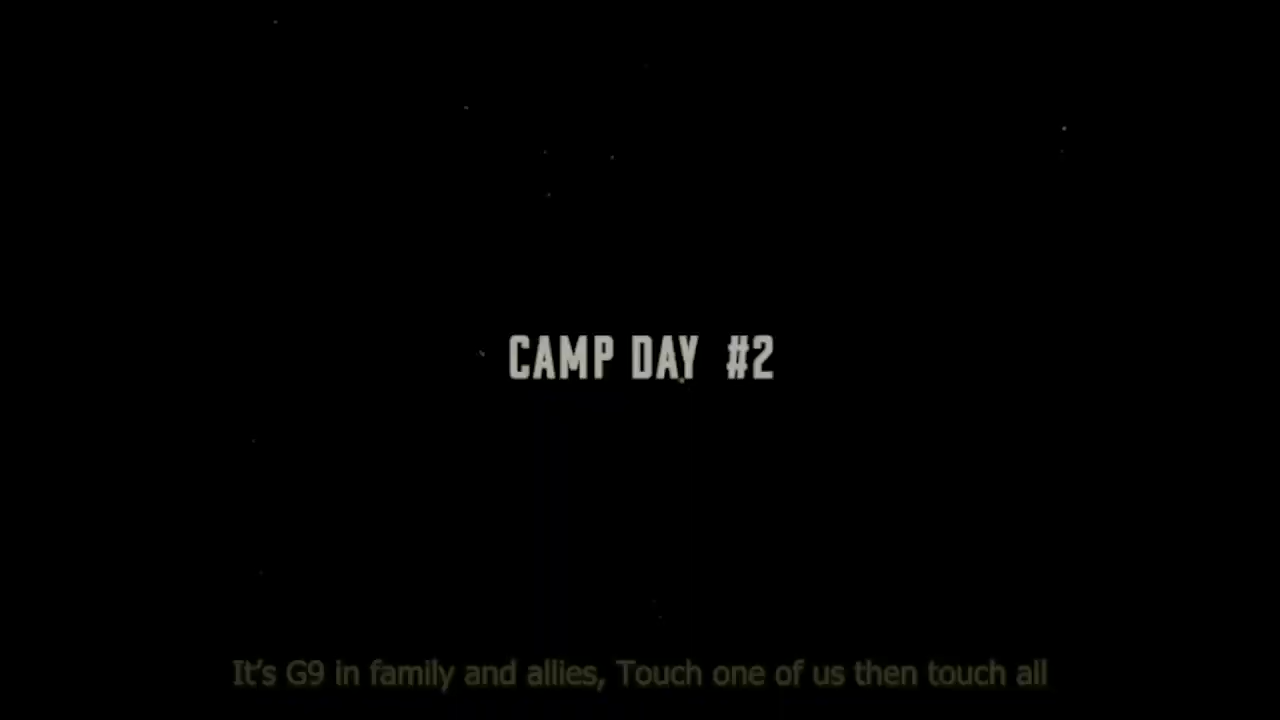 CAMP DAY #2
It's G9 in family and allies, Touch one of us then touch all